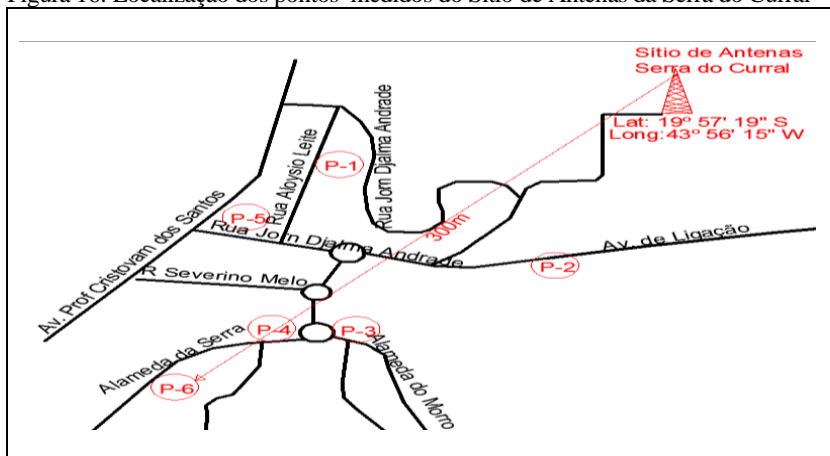 Figura 16: Localização dos pontos medidos do Sítio de Antenas da Serra do Curral
Sítio de Antenas
Serra do Curral
Lat: 19º 57' 19" S
Long:43º 56' 15" W
Rua Jorn Djalma Andrade
Rua Aloysio Leite
P-1
P-5
Av. Prof Cristovam dos Santos
Rua Jorn Djalma Andrade
300m
Av. de Ligação
P-2
R Severino Melo
P-4
P-3
Alameda da Serra
Alameda do Morro
P-6